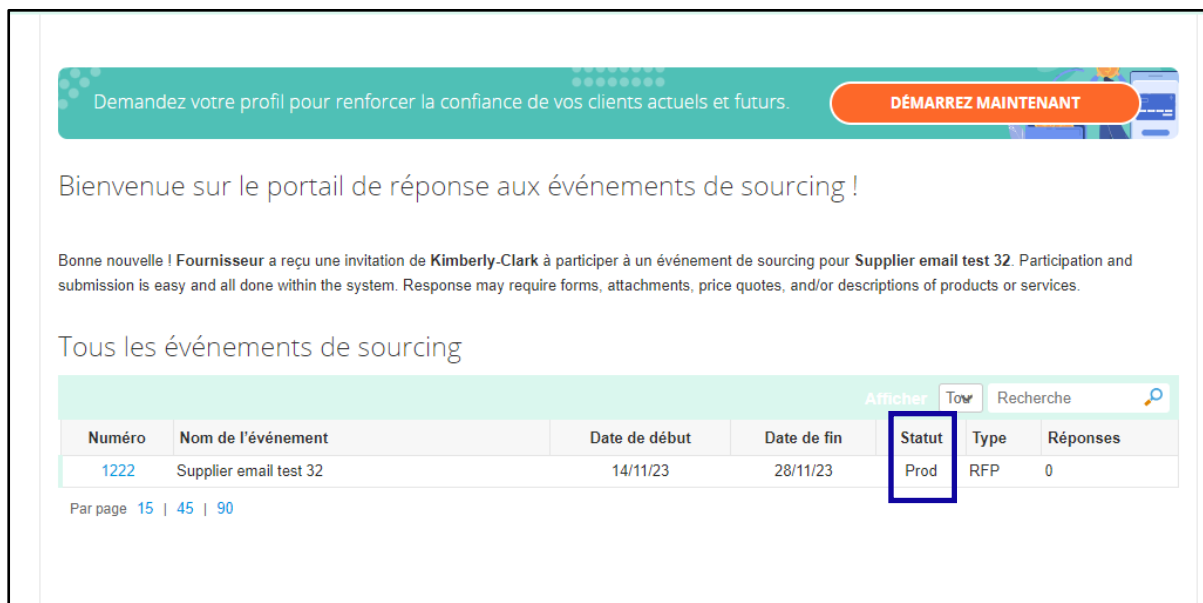 Demandez votre profil pour renforcer la confiance de vos clients actuels et futurs. DÉMARREZ MAINTENANT
Bienvenue sur le portail de réponse aux événements de sourcing !
Bonne nouvelle ! Fournisseur a reçu une invitation de Kimberly-Clark à participer à un événement de sourcing pour Supplier email test 32. Participation and
submission is easy and all done within the system. Response may require forms, attachments, price quotes, and/or descriptions of products or services.
Tous les événements de sourcing
Afficher Recherche
Numéro Nom de l'événement Date de début Date de fin Statut Type Réponses
1222 Supplier email test 32 14/11/23 28/11/23 Prod RFP 0
Par page 15 | 45 | 90